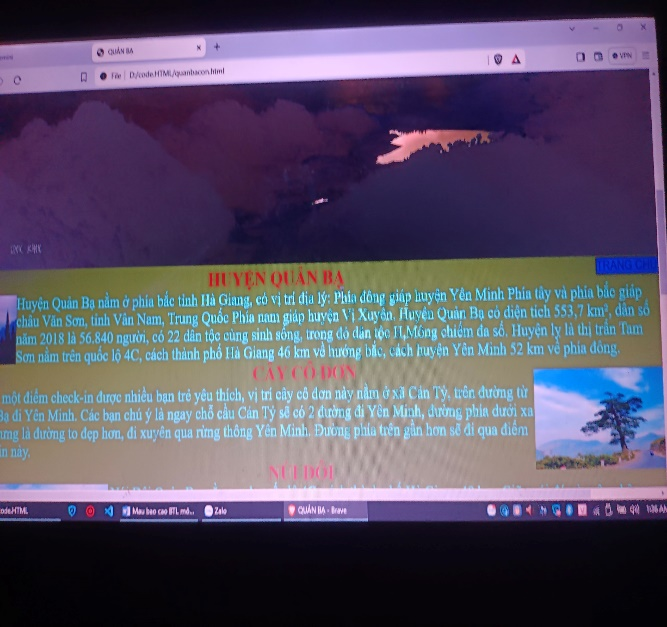 QUẢN BẠ
File D:/code.HTML/quanbacon.html
VPN
TRANG CHỦ
HUYỆN QUẢN BẠ
Huyện Quản Bạ nằm ở phía bắc tỉnh Hà Giang, có vị trí địa lý: Phía đông giáp huyện Yên Minh Phía tây và phía bắc giáp
châu Văn Sơn, tỉnh Vân Nam, Trung Quốc Phía nam giáp huyện Vị Xuyên. Huyện Quản Bạ có diện tích 553,7 km², dân số
năm 2018 là 56.840 người, có 22 dân tộc cùng sinh sống, trong đó dân tộc H,Mông chiếm đa số. Huyện lỵ là thị trấn Tam
Sơn nằm trên quốc lộ 4C, cách thành phố Hà Giang 46 km về hướng bắc, cách huyện Yên Minh 52 km về phía đông.
CÂY CÔ ĐƠN
một điểm check-in được nhiều bạn trẻ yêu thích, vị trí cây cô đơn này nằm ở xã Cán Tỷ, trên đường từ
Bạ đi Yên Minh. Các bạn chú ý là ngay chỗ cầu Cán Tỷ sẽ có 2 đường đi Yên Minh, đường phía dưới xa
ưng là đường to đẹp hơn, đi xuyên qua rừng thông Yên Minh. Đường phía trên gần hơn sẽ đi qua điểm
in này.
NÚI ĐÔI
ode.HTML
Mau bao cao BTL mô...
Zalo
QUẢN BẠ - Brave